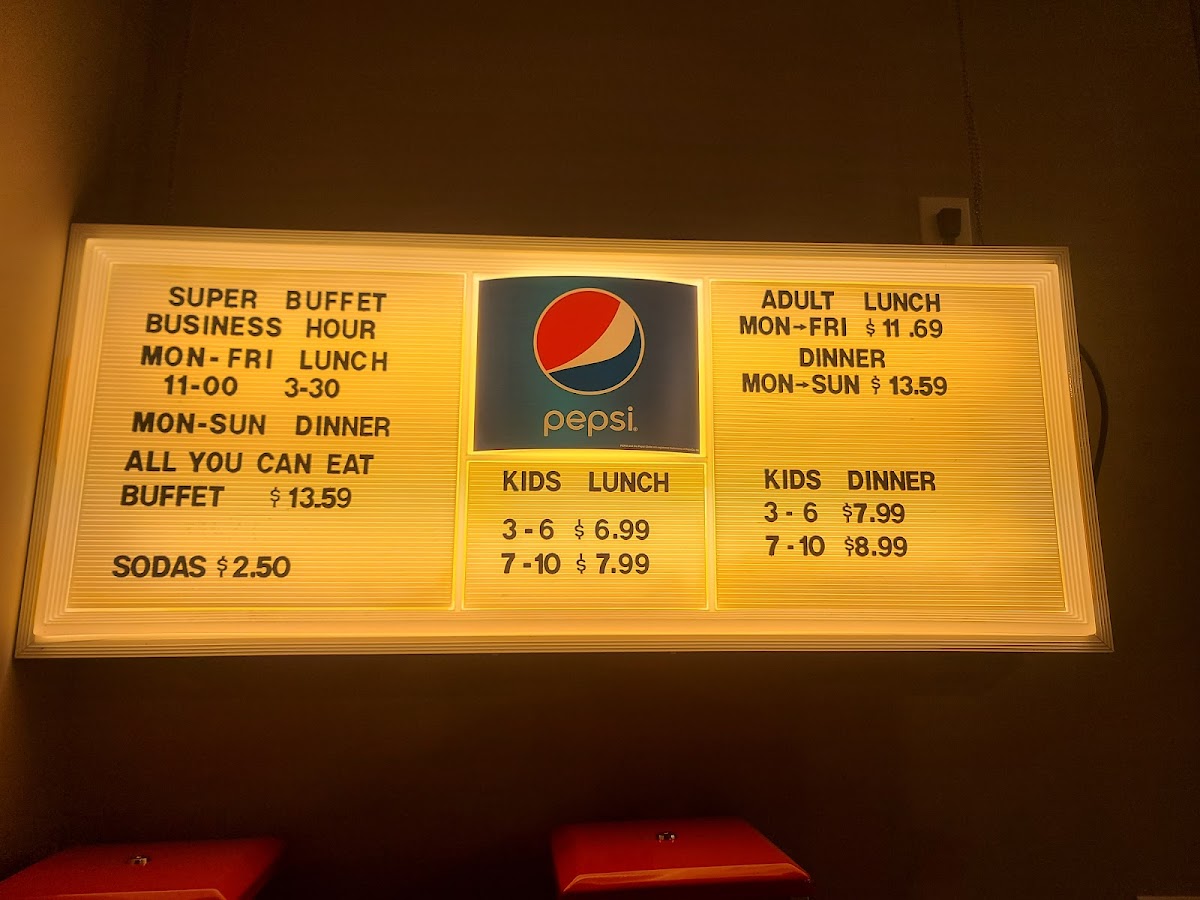 SUPER BUFFET
BUSINESS HOUR
MON-FRI LUNCH
11-00 3-30
MON-SUN DINNER
ALL YOU CAN EAT
BUFFET $13.59
SODAS $2.50
pepsi
KIDS LUNCH
3-6 $6.99
7-10 $7.99
ADULT LUNCH
MON→FRI $11.69
DINNER
MON→SUN $13.59
KIDS DINNER
3-6 $7.99
7-10 $8.99